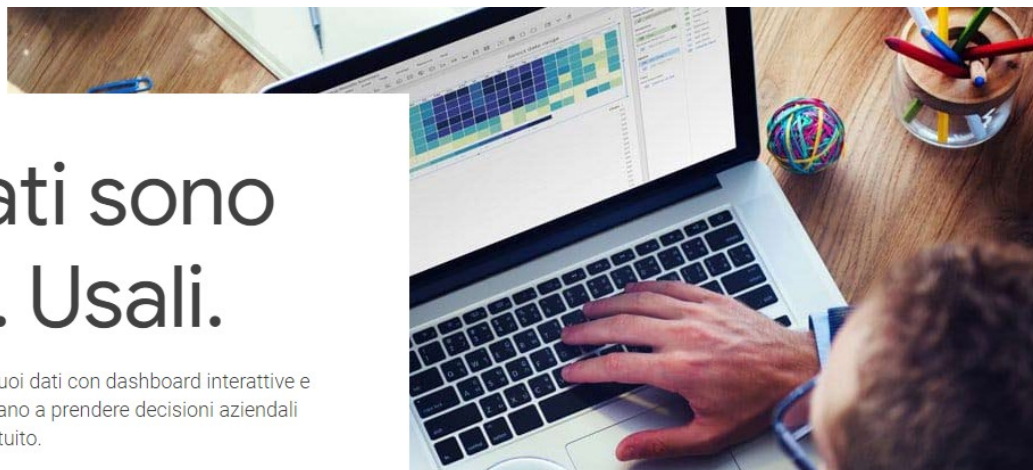 ati sono
. Usali.
uoi dati con dashboard interattive e
ano a prendere decisioni aziendali
tuito.